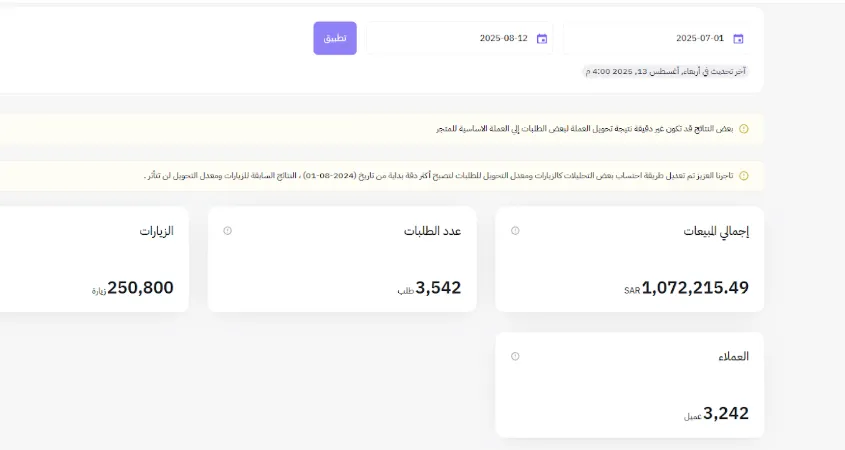 2025-07-01
2025-08-12
تطبيق
آخر تحديث في أربعاء, أغسطس 13, 2025 4:00 م
بعض النتائج قد تكون غير دقيقة نتيجة تحويل العملة لبعض الطلبات إلى العملة الاساسية للمتجر
تاجرنا العزيز تم تعديل طريقة احتساب بعض التحليلات كالزيارات ومعدل التحويل للطلبات لتصبح أكثر دقة بداية من تاريخ (2024-08-01) ، النتائج السابقة للزيارات ومعدل التحويل لن تتأثر .
إجمالي المبيعات
1,072,215.49 SAR
عدد الطلبات
3,542 طلب
الزيارات
250,800 زيارة
العملاء
3,242 عميل